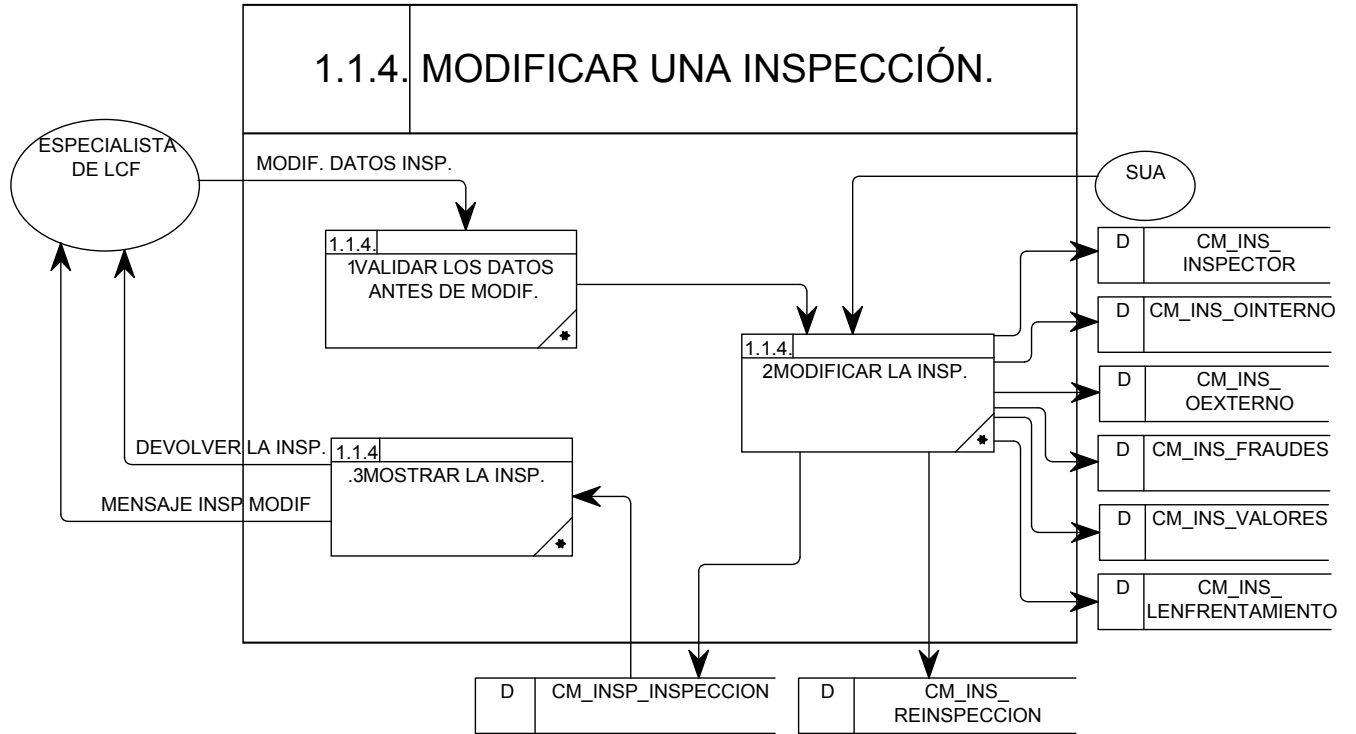 1.1.4. MODIFICAR UNA INSPECCIÓN.
ESPECIALISTA
DE LCF
MODIF. DATOS INSP.
SUA
1.1.4.
1VALIDAR LOS DATOS
ANTES DE MODIF.
1.1.4.
2MODIFICAR LA INSP.
D CM_INS_
INSPECTOR
D CM_INS_OINTERNO
D CM_INS_
OEXTERNO
D CM_INS_FRAUDES
D CM_INS_VALORES
D CM_INS_
LENFRENTAMIENTO
DEVOLVER LA INSP.
MENSAJE INSP MODIF
1.1.4
.3MOSTRAR LA INSP.
D CM_INSP_INSPECCION
D CM_INS_
REINSPECCION